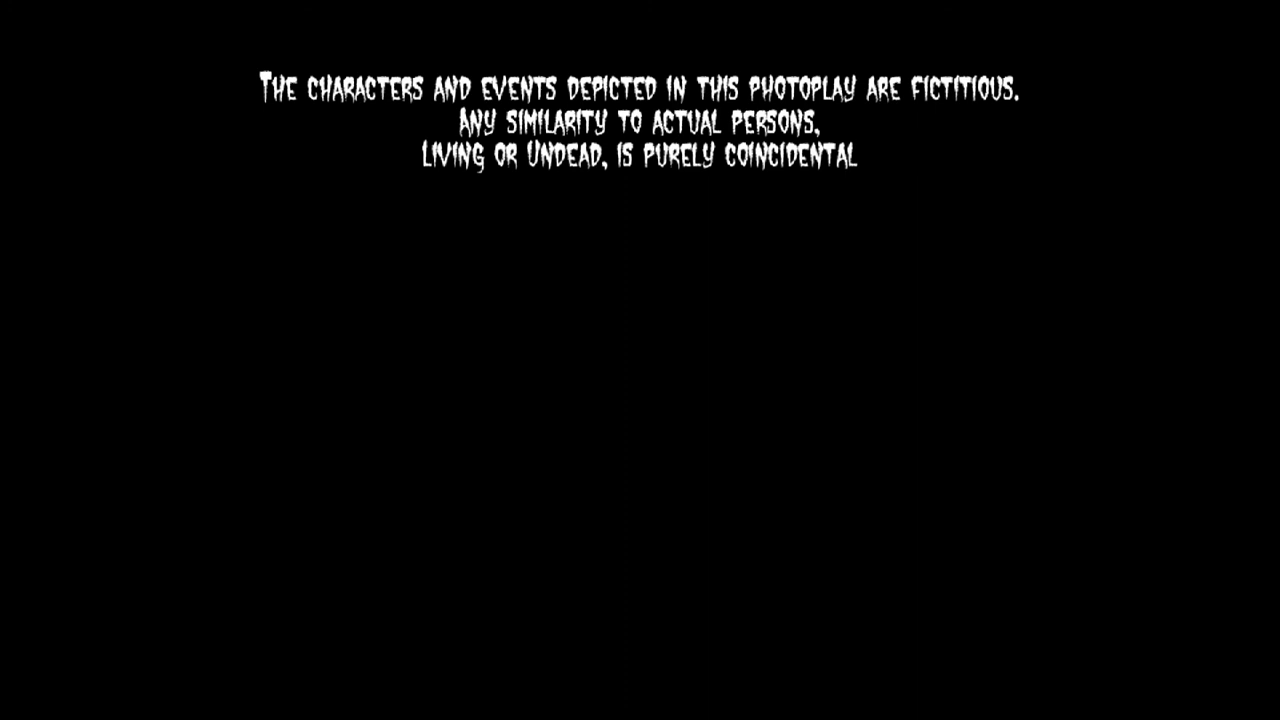 The characters and events depicted in this photoplay are fictitious.
Any similarity to actual persons,
living or Undead, is purely coincidental